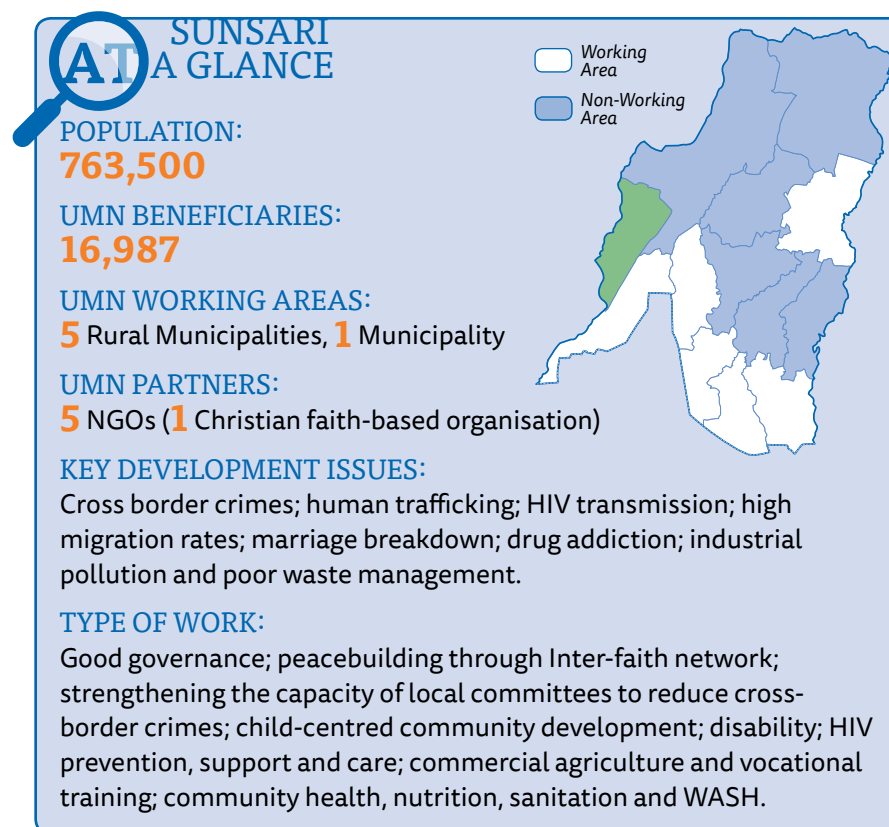 SUNSARI
AT A GLANCE
Working
Area
Non-Working
Area
POPULATION:
763,500
UMN BENEFICIARIES:
16,987
UMN WORKING AREAS:
5 Rural Municipalities, 1 Municipality
UMN PARTNERS:
5 NGOs (1 Christian faith-based organisation)
KEY DEVELOPMENT ISSUES:
Cross border crimes; human trafficking; HIV transmission; high
migration rates; marriage breakdown; drug addiction; industrial
pollution and poor waste management.
TYPE OF WORK:
Good governance; peacebuilding through Inter-faith network;
strengthening the capacity of local committees to reduce cross-
border crimes; child-centred community development; disability; HIV
prevention, support and care; commercial agriculture and vocational
training; community health, nutrition, sanitation and WASH.